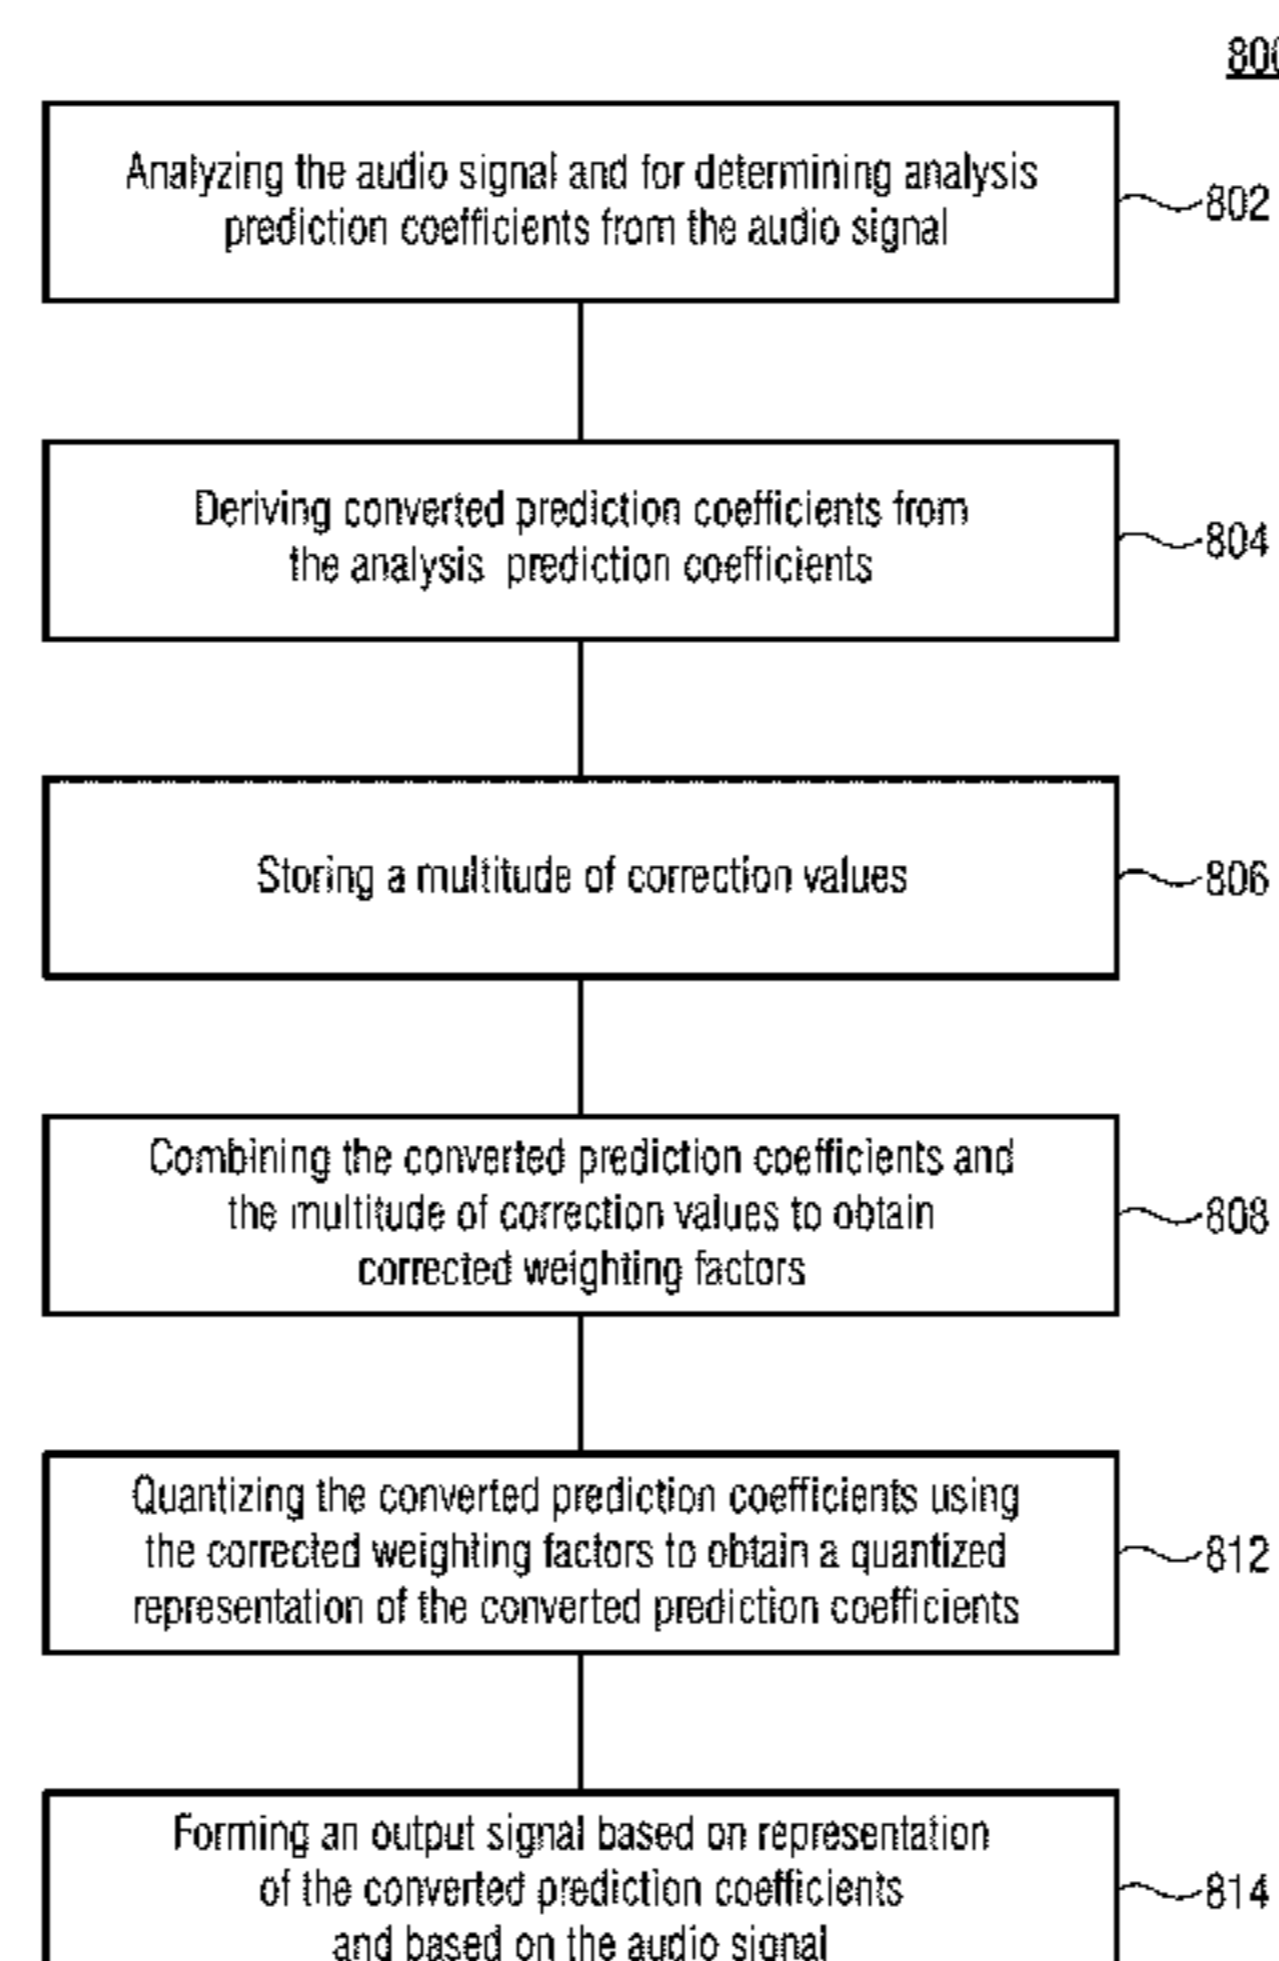 800
Analyzing the audio signal and for determining analysis
prediction coefficients from the audio signal
802
Deriving converted prediction coefficients from
the analysis prediction coefficients
804
Storing a multitude of correction values
806
Combining the converted prediction coefficients and
the multitude of correction values to obtain
corrected weighting factors
808
Quantizing the converted prediction coefficients using
the corrected weighting factors to obtain a quantized
representation of the converted prediction coefficients
812
Forming an output signal based on representation
of the converted prediction coefficients
and based on the audio signal
814